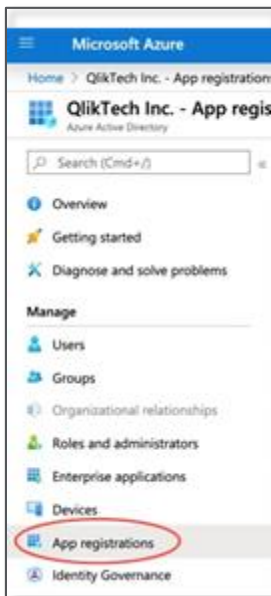 Microsoft Azure
Home > QlikTech Inc. - App registrations
QlikTech Inc. - App regis
Azure Active Directory
Search (Cmd+/)
«
Overview
Getting started
Diagnose and solve problems
Manage
Users
Groups
Organizational relationships
Roles and administrators
Enterprise applications
Devices
App registrations
Identity Governance